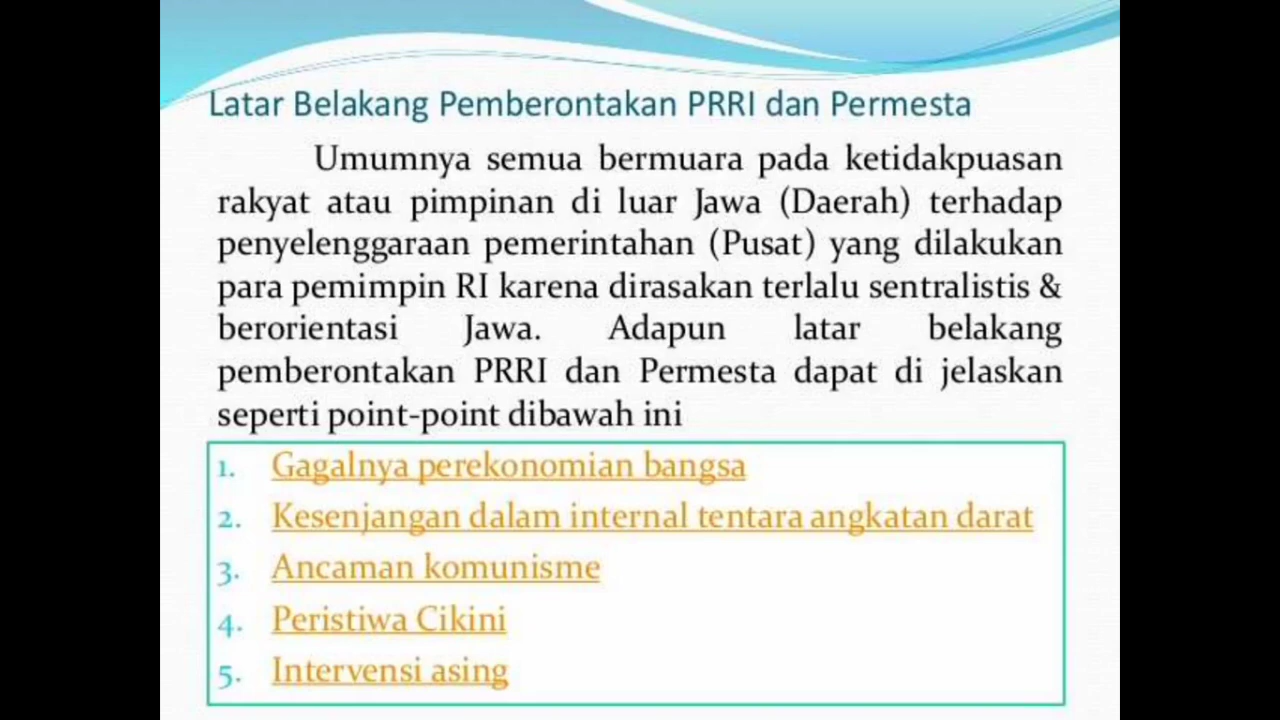 Latar Belakang Pemberontakan PRRI dan Permesta
Umumnya semua bermuara pada ketidakpuasan
rakyat atau pimpinan di luar Jawa (Daerah) terhadap
penyelenggaraan pemerintahan (Pusat) yang dilakukan
para pemimpin RI karena dirasakan terlalu sentralistis &
berorientasi Jawa. Adapun latar belakang
pemberontakan PRRI dan Permesta dapat di jelaskan
seperti point-point dibawah ini
1. Gagalnya perekonomian bangsa
2. Kesenjangan dalam internal tentara angkatan darat
3. Ancaman komunisme
4. Peristiwa Cikini
5. Intervensi asing